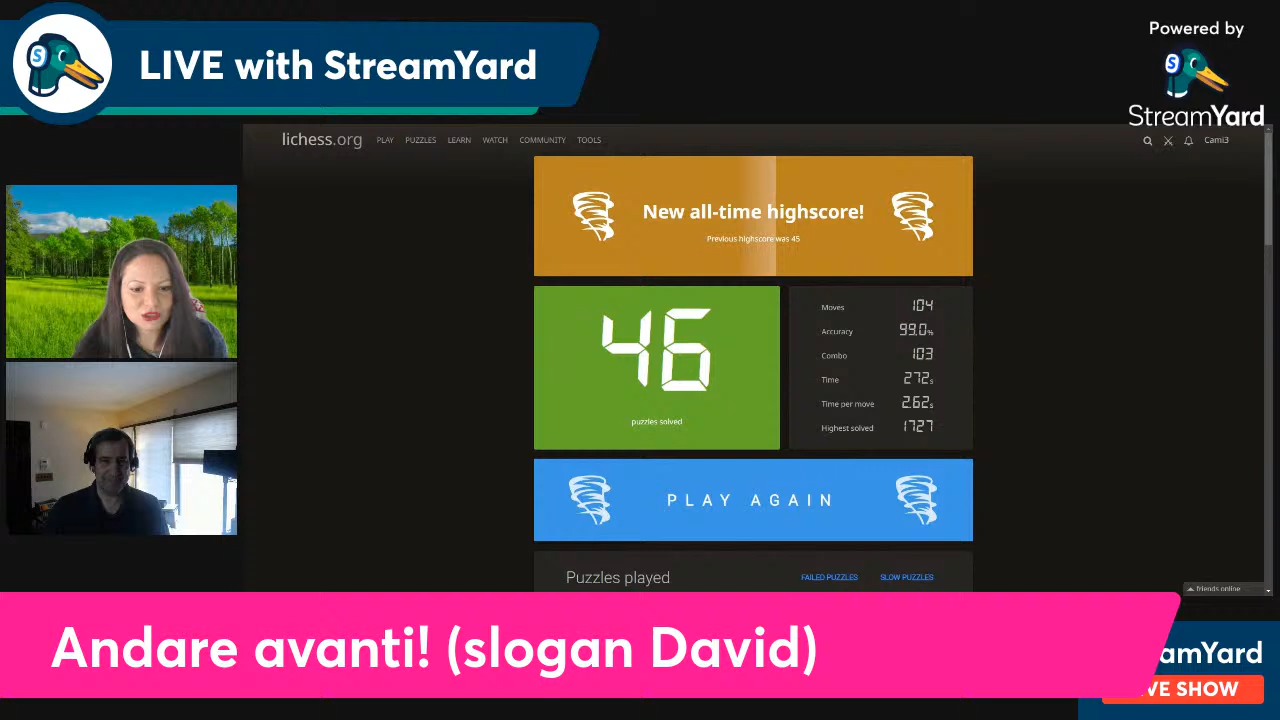 LIVE with StreamYard
Powered by
StreamYard
lichess.org PLAY PUZZLES LEARN WATCH COMMUNITY TOOLS Cami3
New all-time highscore!
Previous highscore was 45
46
puzzles solved
Moves 104
Accuracy 99.0%
Combo 103
Time 272s
Time per move 2.62s
Highest solved 1727
PLAY AGAIN
Puzzles played FAILED PUZZLES SLOW PUZZLES
friends online
Andare avanti! (slogan David)
amYard
VE SHOW